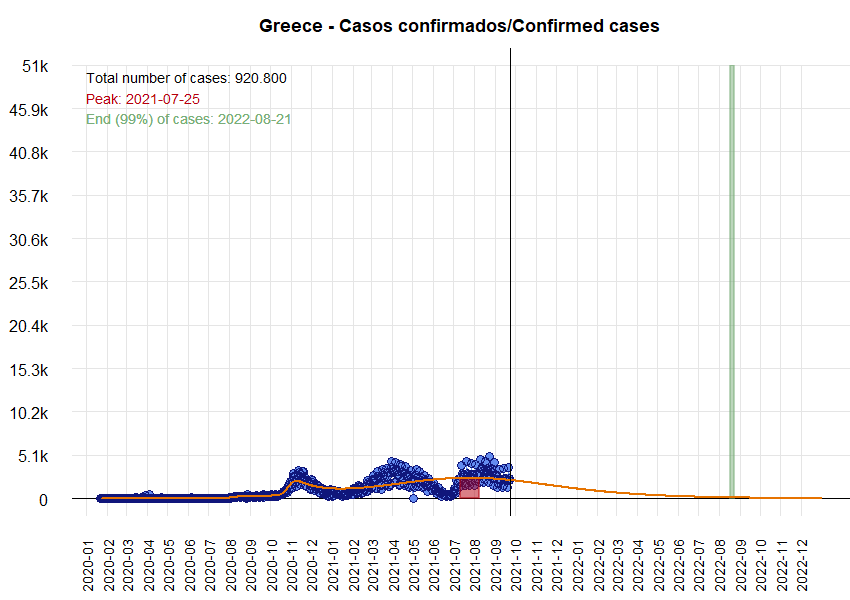 Greece - Casos confirmados/Confirmed cases
51k
Total number of cases: 920.800
Peak: 2021-07-25
45.9k
End (99%) of cases: 2022-08-21
40.8k
35.7k
30.6k
25.5k
20.4k
15.3k
10.2k
5.1k
0
2020-01
2020-02
2020-03
2020-04
2020-05
2020-06
2020-07
2020-08
2020-09
2020-10
2020-11
2020-12
2021-01
2021-02
2021-03
2021-04
2021-05
2021-06
2021-07
2021-08
2021-09
2021-10
2021-11
2021-12
2022-01
2022-02
2022-03
2022-04
2022-05
2022-06
2022-07
2022-08
2022-09
2022-10
2022-11
2022-12